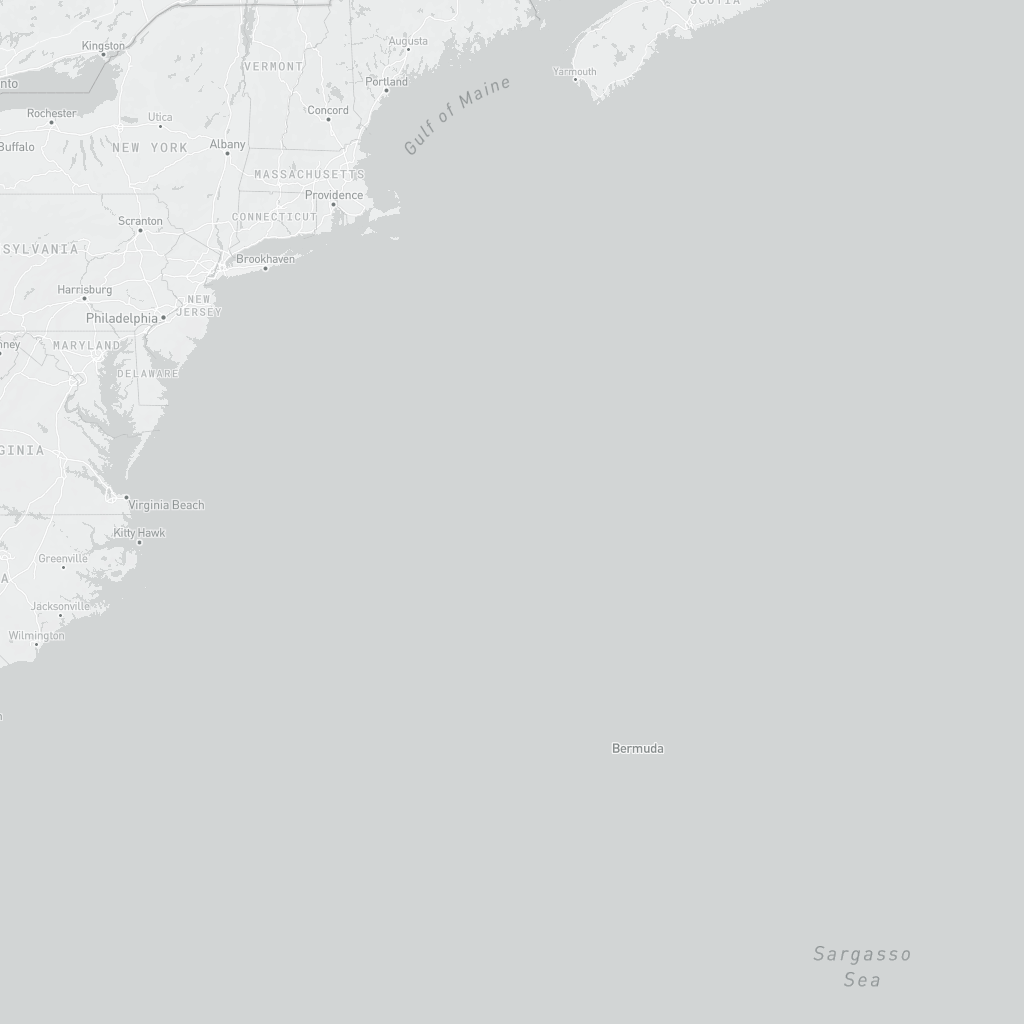 SCOTIA
Kingston
Augusta
VERMONT
Yarmouth
Portland
nto
Gulf of Maine
Rochester
Concord
Utica
Buffalo
NEW YORK
Albany
MASSACHUSETTS
Providence
CONNECTICUT
Scranton
SYLVANIA
Brookhaven
Harrisburg
NEW
JERSEY
Philadelphia
nney
MARYLAND
DELAWARE
GINIA
Virginia Beach
Kitty Hawk
Greenville
A
Jacksonville
Wilmington
Bermuda
Sargasso
Sea